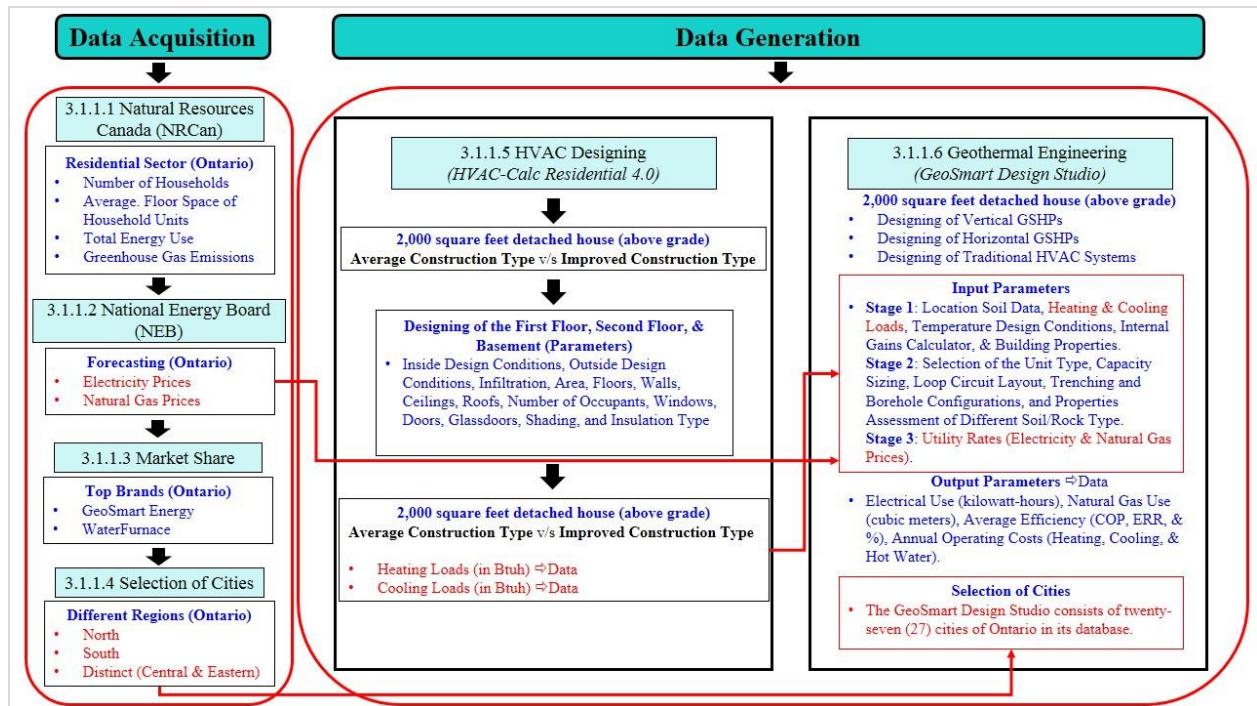 Data Acquisition
3.1.1.1 Natural Resources
Canada (NRCan)
Residential Sector (Ontario)
• Number of Households
• Average. Floor Space of
Household Units
• Total Energy Use
• Greenhouse Gas Emissions
3.1.1.2 National Energy Board
(NEB)
Forecasting (Ontario)
• Electricity Prices
• Natural Gas Prices
3.1.1.3 Market Share
Top Brands (Ontario)
• GeoSmart Energy
• WaterFurnace
3.1.1.4 Selection of Cities
Different Regions (Ontario)
• North
• South
• Distinct (Central & Eastern)
Data Generation
3.1.1.5 HVAC Designing
(HVAC-Calc Residential 4.0)
2,000 square feet detached house (above grade)
Average Construction Type v/s Improved Construction Type
Designing of the First Floor, Second Floor, &
Basement (Parameters)
• Inside Design Conditions, Outside Design
Conditions, Infiltration, Area, Floors, Walls,
Ceilings, Roofs, Number of Occupants, Windows,
Doors, Glassdoors, Shading, and Insulation Type
2,000 square feet detached house (above grade)
Average Construction Type v/s Improved Construction Type
• Heating Loads (in Btuh) ⇨Data
• Cooling Loads (in Btuh) ⇨Data
3.1.1.6 Geothermal Engineering
(GeoSmart Design Studio)
2,000 square feet detached house (above grade)
• Designing of Vertical GSHPs
• Designing of Horizontal GSHPs
• Designing of Traditional HVAC Systems
Input Parameters
• Stage 1: Location Soil Data, Heating & Cooling
Loads, Temperature Design Conditions, Internal
Gains Calculator, & Building Properties.
• Stage 2: Selection of the Unit Type, Capacity
Sizing, Loop Circuit Layout, Trenching and
Borehole Configurations, and Properties
Assessment of Different Soil/Rock Type.
• Stage 3: Utility Rates (Electricity & Natural Gas
Prices).
Output Parameters ⇨Data
• Electrical Use (kilowatt-hours), Natural Gas Use
(cubic meters), Average Efficiency (COP, ERR, &
%), Annual Operating Costs (Heating, Cooling, &
Hot Water).
Selection of Cities
• The GeoSmart Design Studio consists of twenty-
seven (27) cities of Ontario in its database.